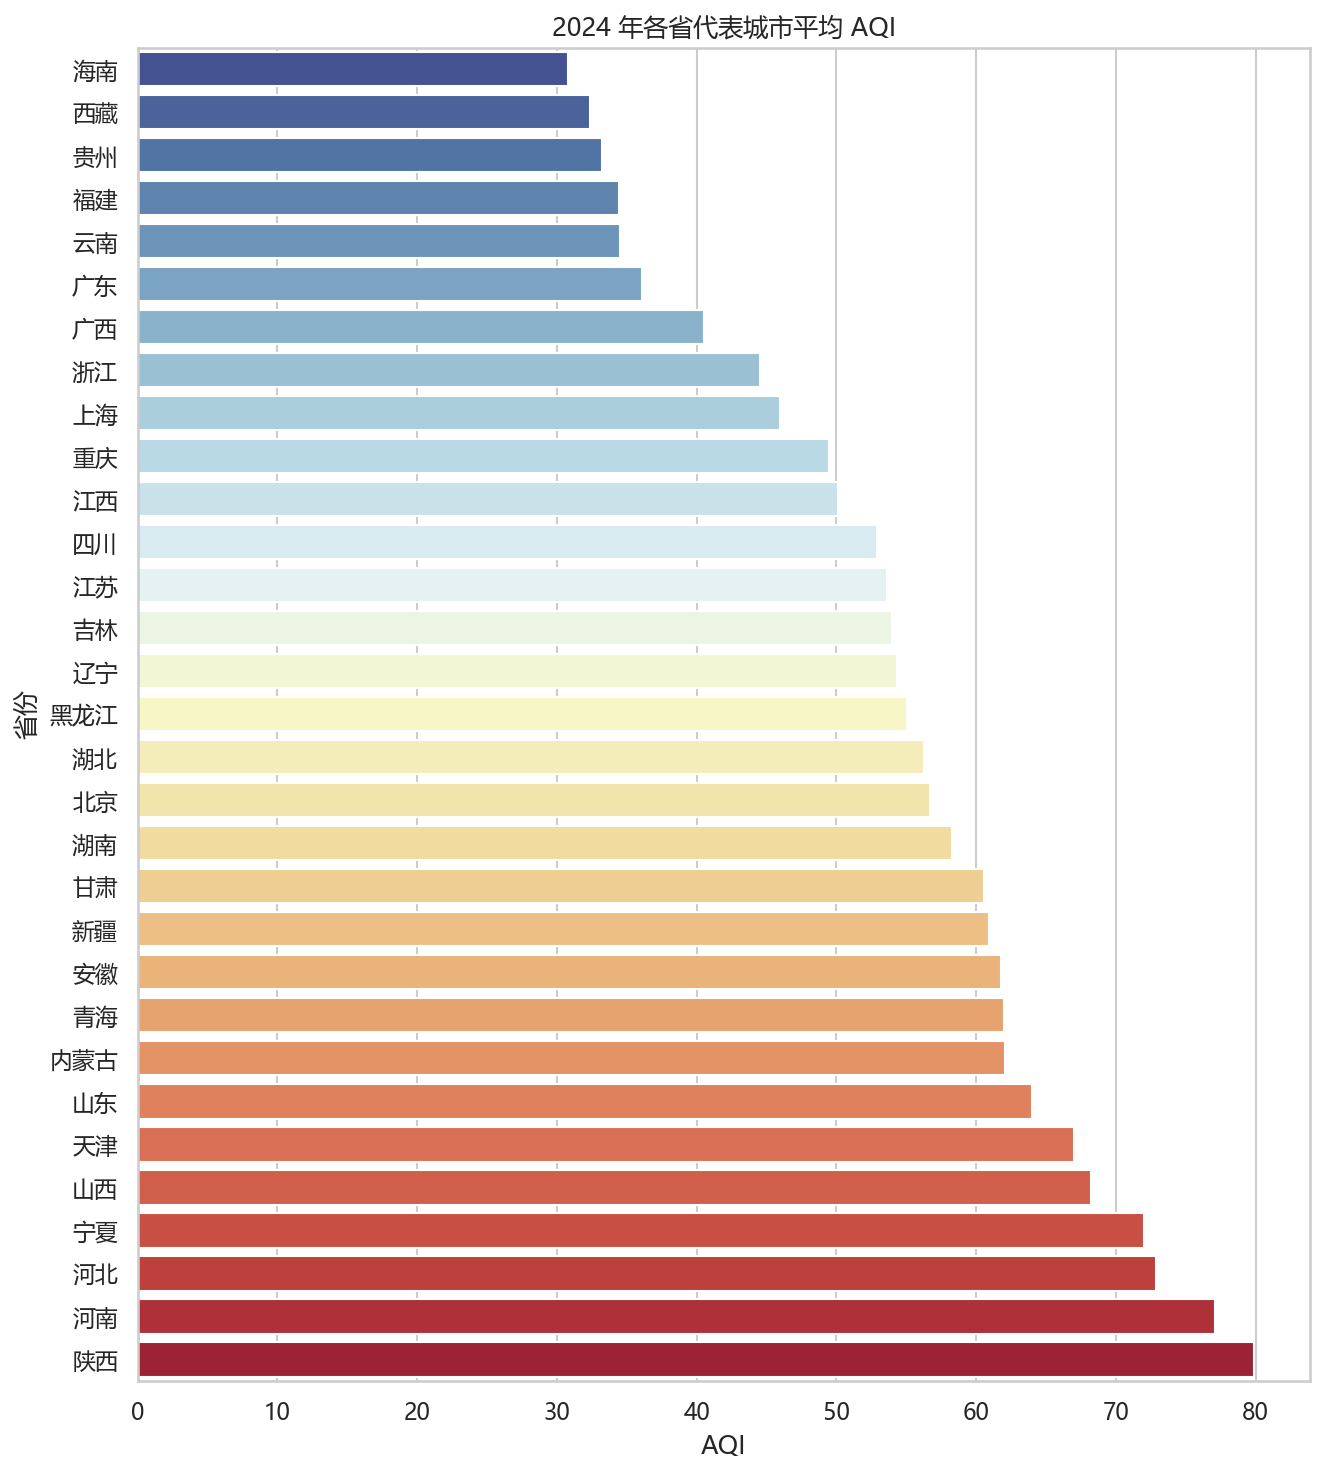 2024 年各省代表城市平均 AQI
省份
海南
西藏
贵州
福建
云南
广东
广西
浙江
上海
重庆
江西
四川
江苏
吉林
辽宁
黑龙江
湖北
北京
湖南
甘肃
新疆
安徽
青海
内蒙古
山东
天津
山西
宁夏
河北
河南
陕西
0 10 20 30 40 50 60 70 80
AQI